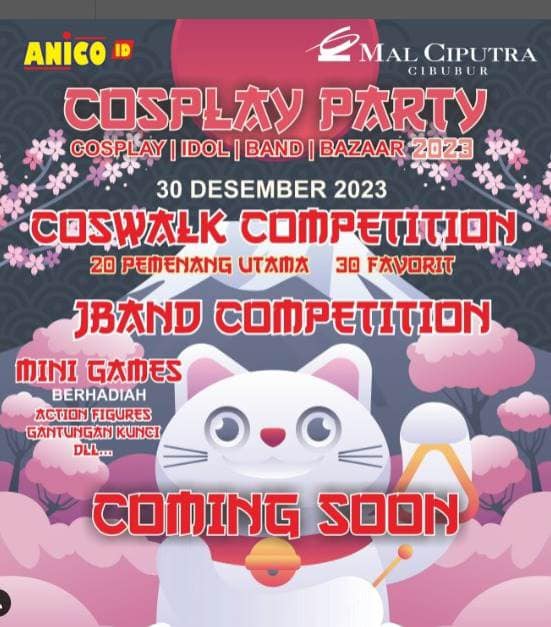 ANICO ID
MAL CIPUTRA
CIBUBUR
COSPLAY PARTY
COSPLAY | IDOL | BAND | BAZAAR 2023
30 DESEMBER 2023
COSWALK COMPETITION
20 PEMENANG UTAMA 30 FAVORIT
JBAND COMPETITION
MINI GAMES
BERHADIAH
ACTION FIGURES
GANTUNGAN KUNCI
DLL...
COMING SOON